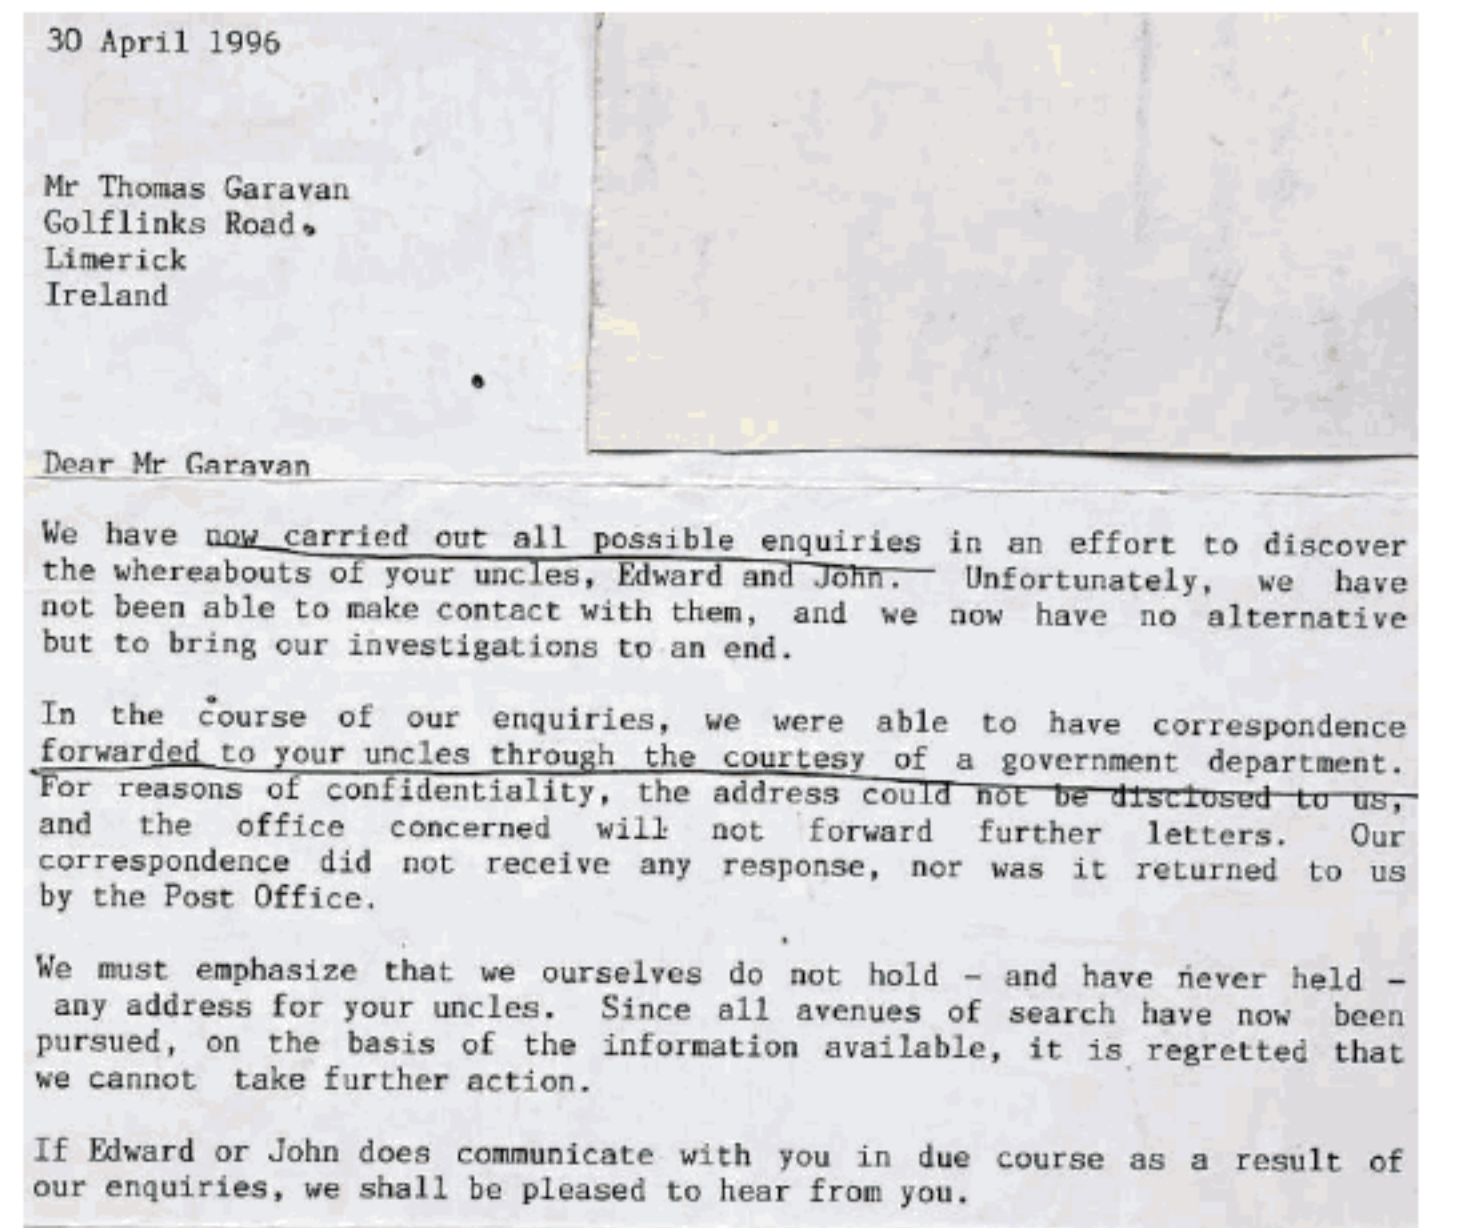 30 April 1996
Mr Thomas Garavan
Golflinks Road.
Limerick
Ireland
Dear Mr Garavan
We have now carried out all possible enquiries in an effort to discover
the whereabouts of your uncles, Edward and John. Unfortunately, we have
not been able to make contact with them, and we now have no alternative
but to bring our investigations to an end.
In the course of our enquiries, we were able to have correspondence
forwarded to your uncles through the courtesy of a government department.
For reasons of confidentiality, the address could not be disclosed to us,
and the office concerned will not forward further letters. Our
correspondence did not receive any response, nor was it returned to us
by the Post Office.
We must emphasize that we ourselves do not hold - and have never held -
any address for your uncles. Since all avenues of search have now been
pursued, on the basis of the information available, it is regretted that
we cannot take further action.
If Edward or John does communicate with you in due course as a result of
our enquiries, we shall be pleased to hear from you.